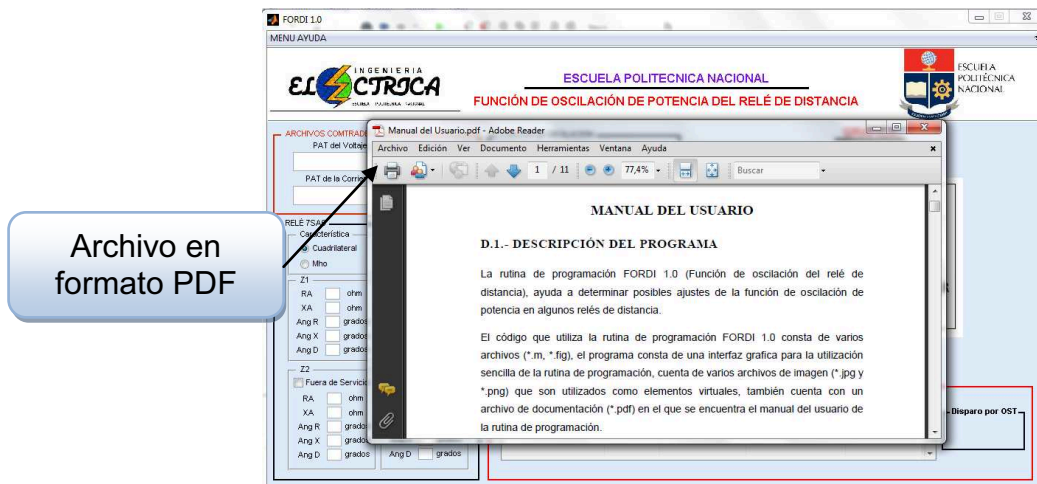 FORDI 1.0
MENU AYUDA
INGENIERIA
ELECTRICA
ESCUELA POLITECNICA NACIONAL
FUNCIÓN DE OSCILACIÓN DE POTENCIA DEL RELÉ DE DISTANCIA
ESCUELA
POLITÉCNICA
NACIONAL
ARCHIVOS COMTRAD
PAT del Voltaje
PAT de la Corrie
Manual del Usuario.pdf - Adobe Reader
Archivo Edición Ver Documento Herramientas Ventana Ayuda
1 / 11 77,4% Buscar
MANUAL DEL USUARIO
D.1.- DESCRIPCIÓN DEL PROGRAMA
La rutina de programación FORDI 1.0 (Función de oscilación del relé de
distancia), ayuda a determinar posibles ajustes de la función de oscilación de
potencia en algunos relés de distancia.
El código que utiliza la rutina de programación FORDI 1.0 consta de varios
archivos (*.m, *.fig), el programa consta de una interfaz grafica para la utilización
sencilla de la rutina de programación, cuenta de varios archivos de imagen (*.jpg y
*.png) que son utilizados como elementos virtuales, también cuenta con un
archivo de documentación (*.pdf) en el que se encuentra el manual del usuario de
la rutina de programación.
Archivo en
formato PDF
RELÉ 7SA6
Característica
Cuadrilateral
Mho
Z1
RA ohm
XA ohm
Ang R grados
Ang X grados
Ang D grados
Z2
Fuera de Servicio
RA ohm
XA ohm
Ang R grados
Ang X grados
Ang D grados
Ang D grados
Disparo por OST